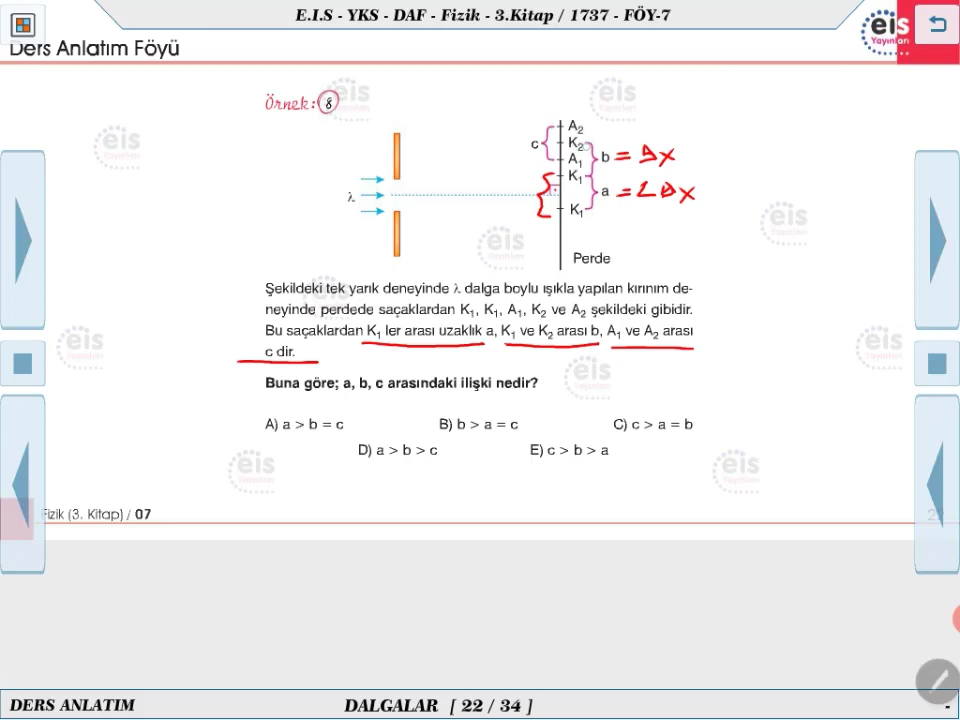 E.I.S - YKS - DAF - Fizik - 3.Kitap / 1737 - FÖY-7
Ders Anlatım Föyü
eis
Yayınları
Örnek: 8
A₂
c
K₂
A₁
b = Δx
K₁
a = 2Δx
K₁
λ
Perde
Şekildeki tek yarık deneyinde λ dalga boylu ışıkla yapılan kırınım de-
neyinde perdede saçaklardan K₁, K₁, A₁, K₂ ve A₂ şekildeki gibidir.
Bu saçaklardan K₁ ler arası uzaklık a, K₁ ve K₂ arası b, A₁ ve A₂ arası
c dir.
Buna göre; a, b, c arasındaki ilişki nedir?
A) a > b = c
B) b > a = c
C) c > a = b
D) a > b > c
E) c > b > a
Fizik (3. Kitap) / 07
DERS ANLATIM
DALGALAR [ 22 / 34 ]
-